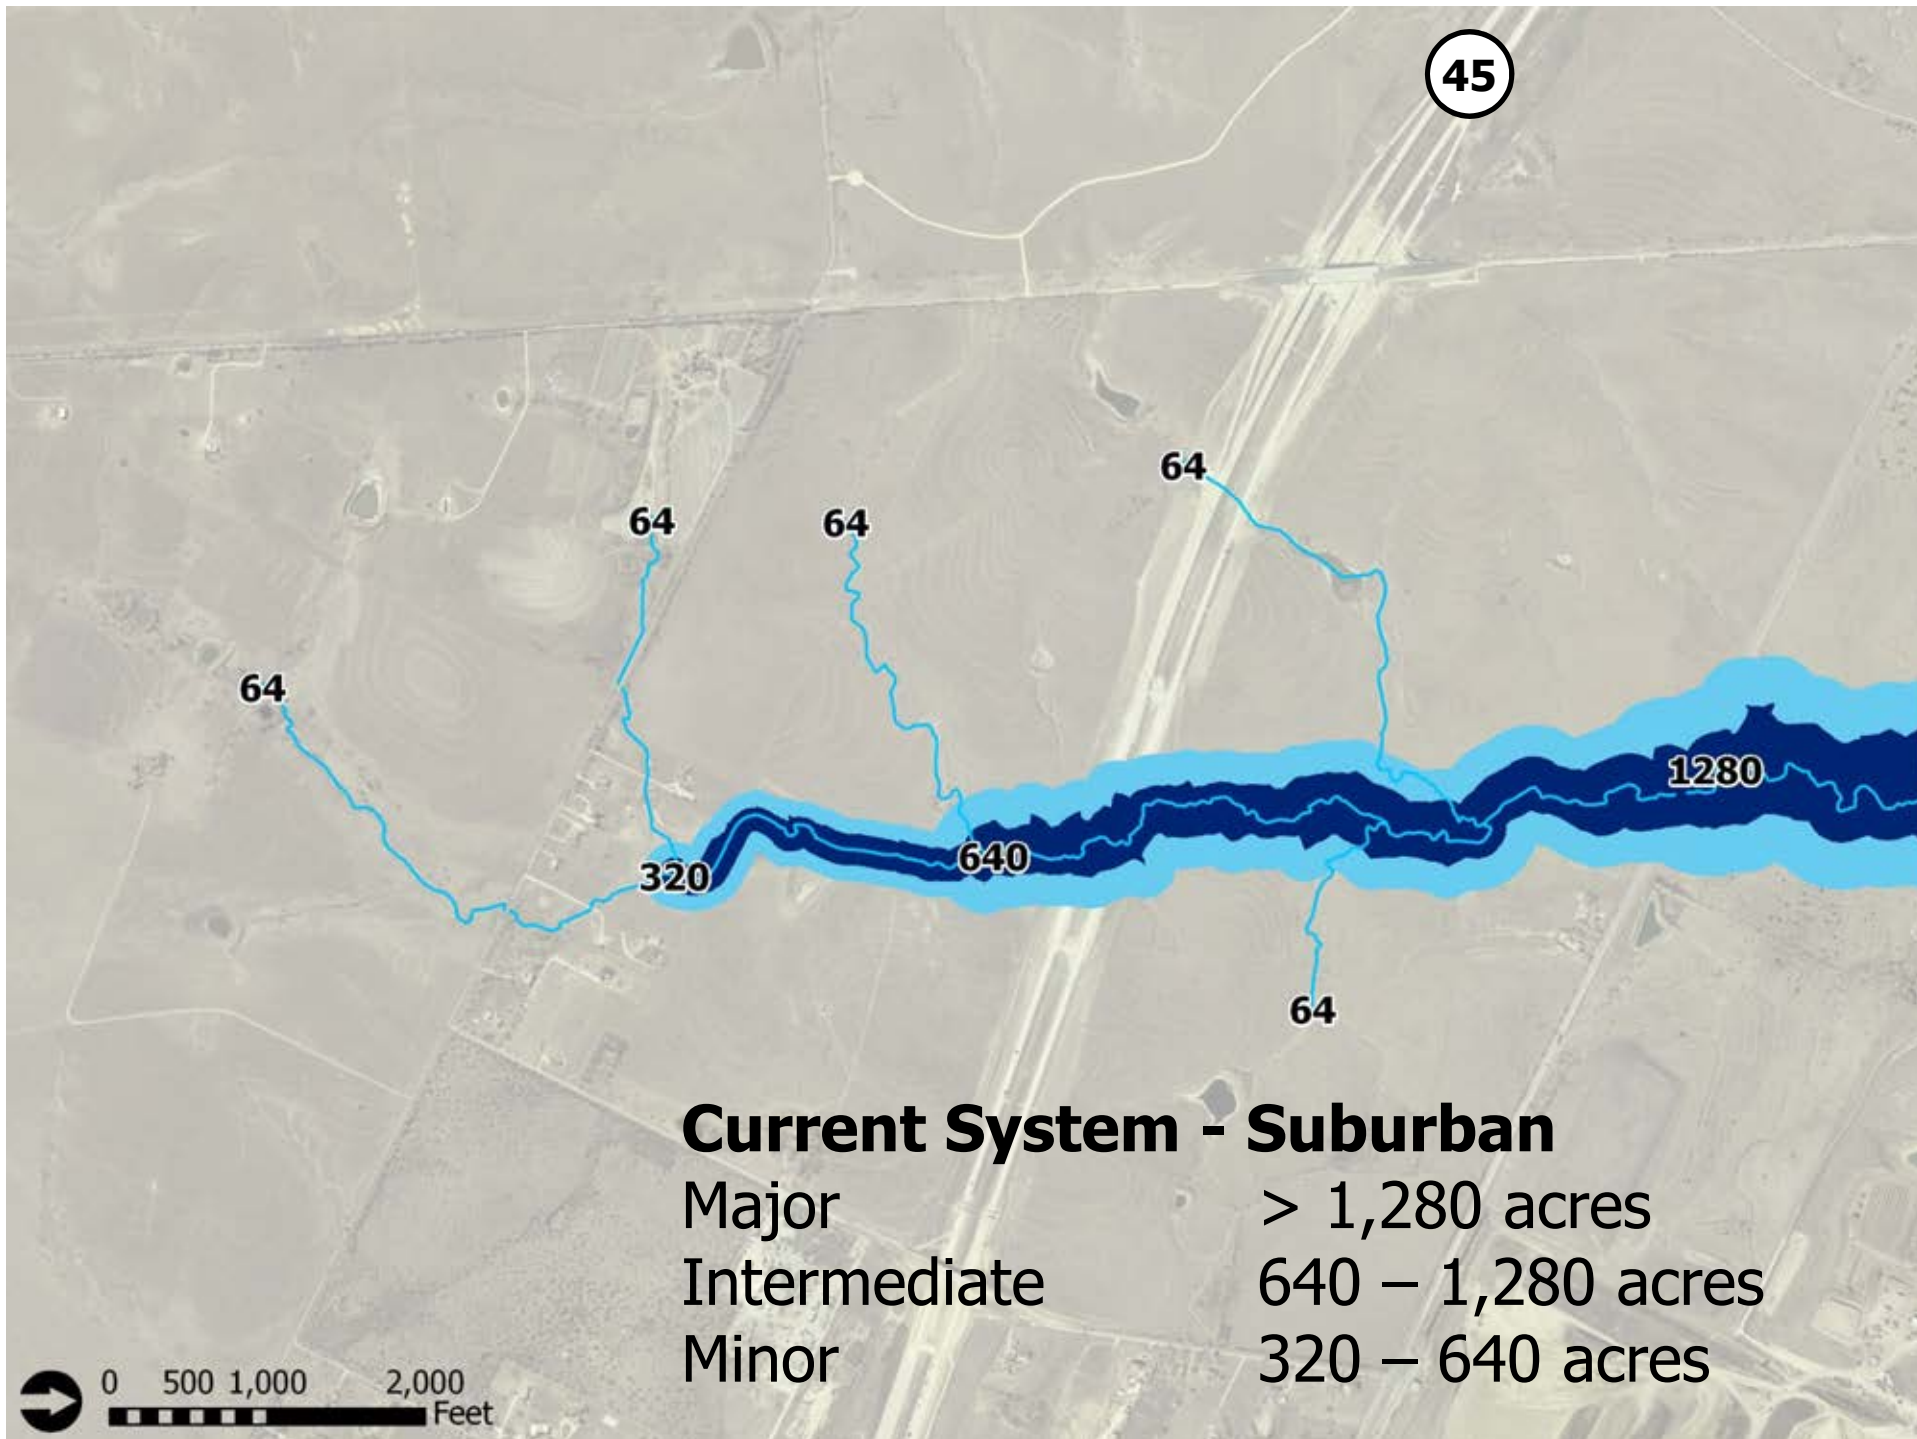 45
64
64
64
64
1280
640
320
64
Current System - Suburban
Major > 1,280 acres
Intermediate 640 – 1,280 acres
Minor 320 – 640 acres
0 500 1,000 2,000
Feet